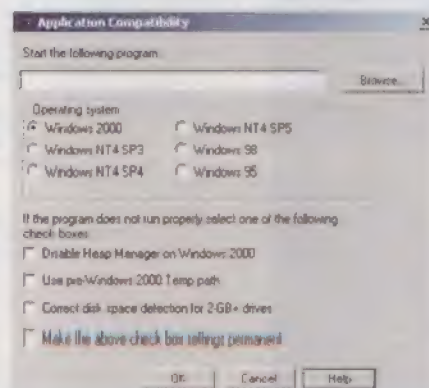 Application Compatibility
Start the following program
Browse...
Operating system
Windows 2000
Windows NT4 SP5
Windows NT4 SP3
Windows 98
Windows NT4 SP4
Windows 95
If the program does not run properly select one of the following
check boxes
Disable Heap Manager on Windows 2000
Use pre-Windows 2000 Temp path
Correct disk space detection for 2-GB+ drives
Make the above check box settings permanent
OK
Cancel
Help